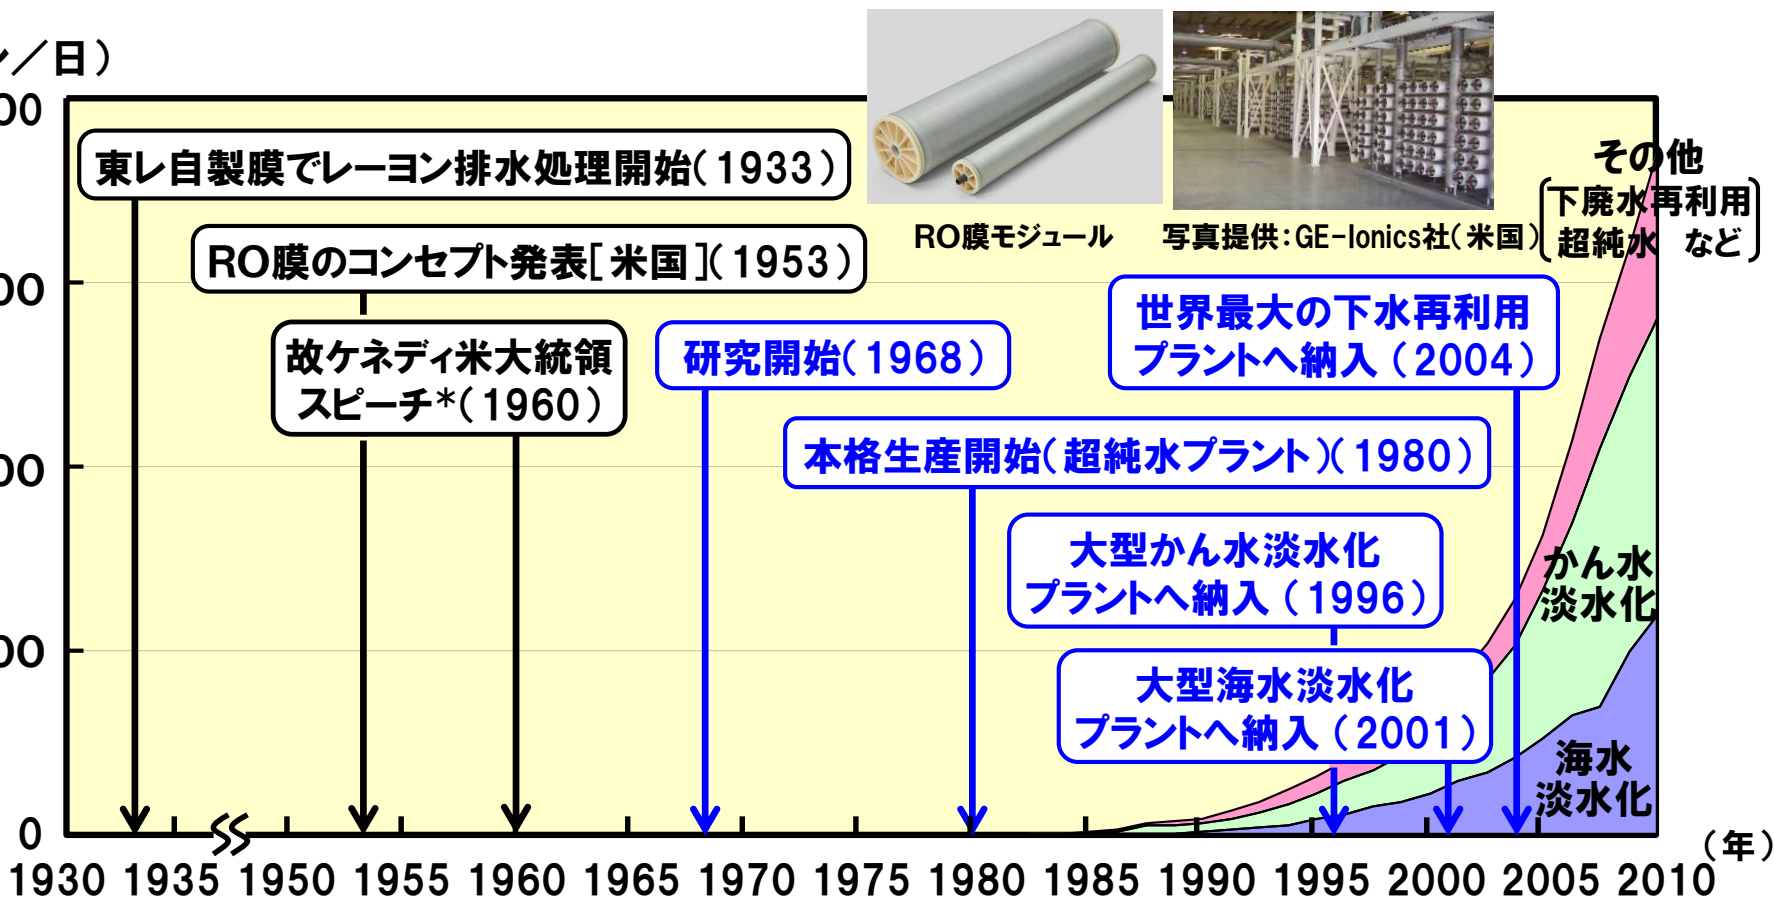 ン／日）
00
東レ自製膜でレーヨン排水処理開始(1933)
RO膜のコンセプト発表[米国](1953)
RO膜モジュール
写真提供：GE-Ionics社(米国)
その他
下廃水再利用
超純水 など
00
故ケネディ米大統領
スピーチ*(1960)
研究開始(1968)
世界最大の下水再利用
プラントへ納入(2004)
00
本格生産開始(超純水プラント)(1980)
大型かん水淡水化
プラントへ納入(1996)
かん水
淡水化
00
大型海水淡水化
プラントへ納入(2001)
海水
淡水化
0
（年）
1930 1935 1950 1955 1960 1965 1970 1975 1980 1985 1990 1995 2000 2005 2010